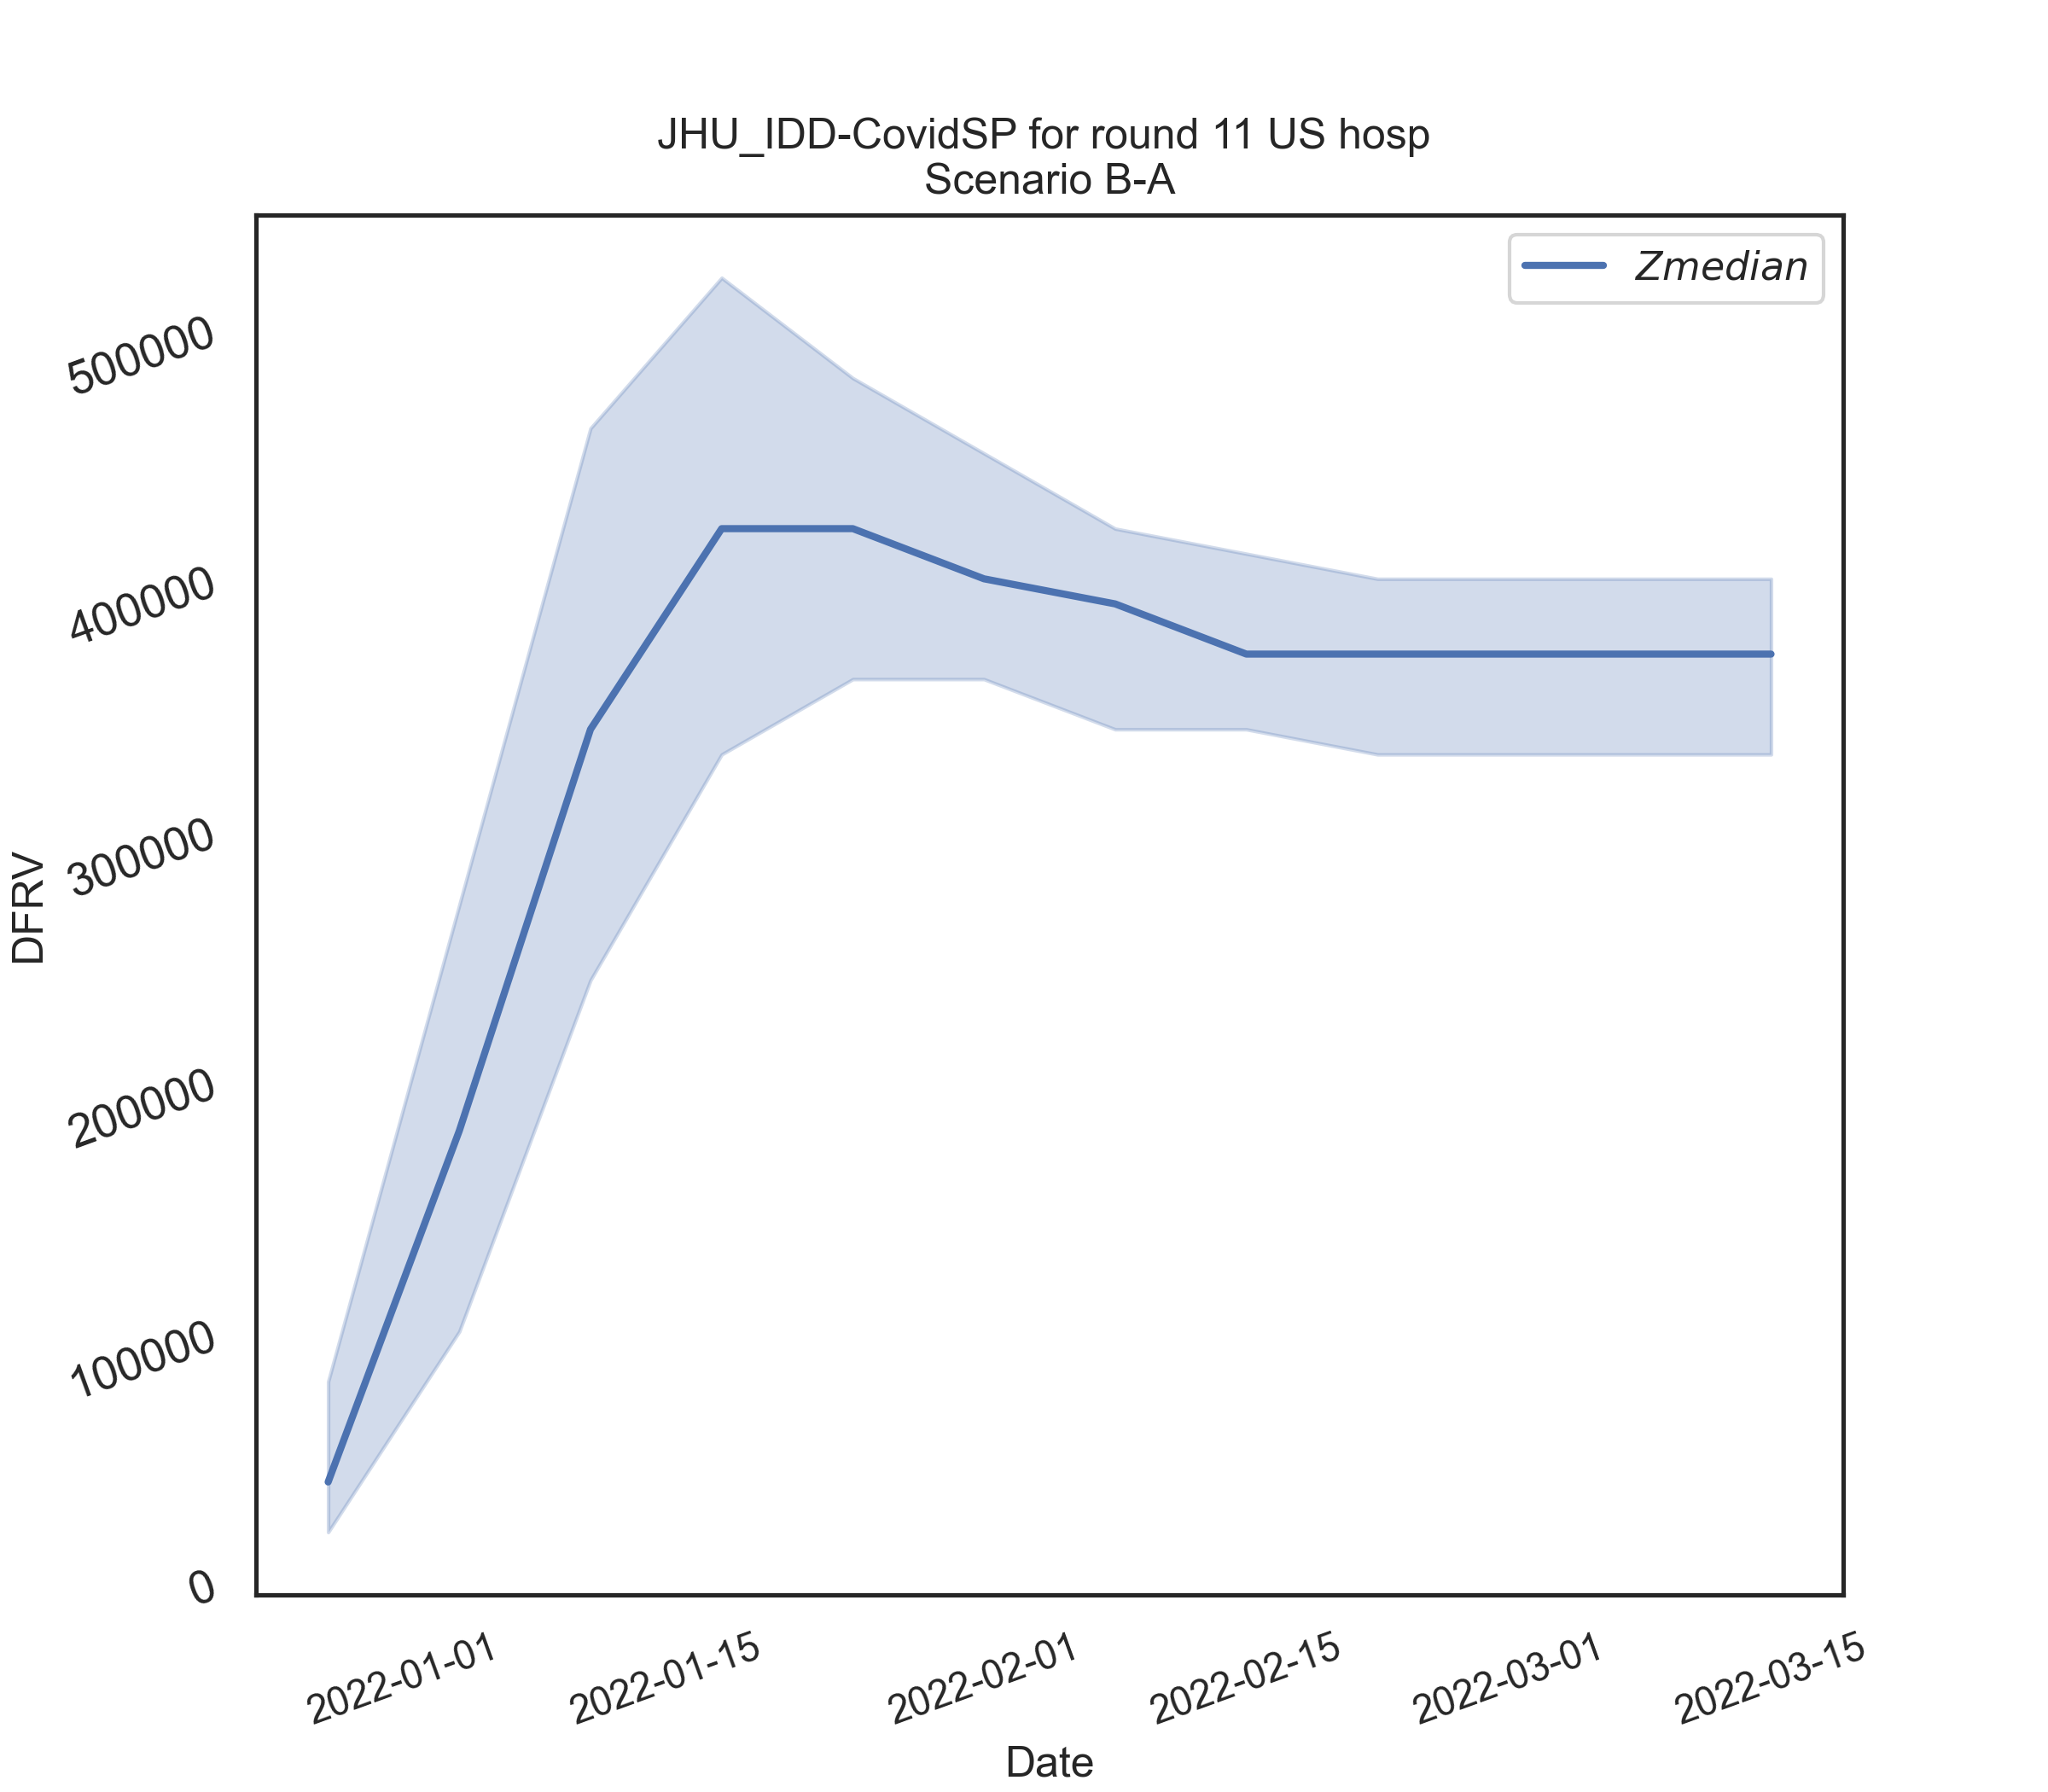 JHU_IDD-CovidSP for round 11 US hosp
Scenario B-A
Zmedian
500000
400000
300000
200000
100000
0
DFRV
2022-01-01
2022-01-15
2022-02-01
2022-02-15
2022-03-01
2022-03-15
Date